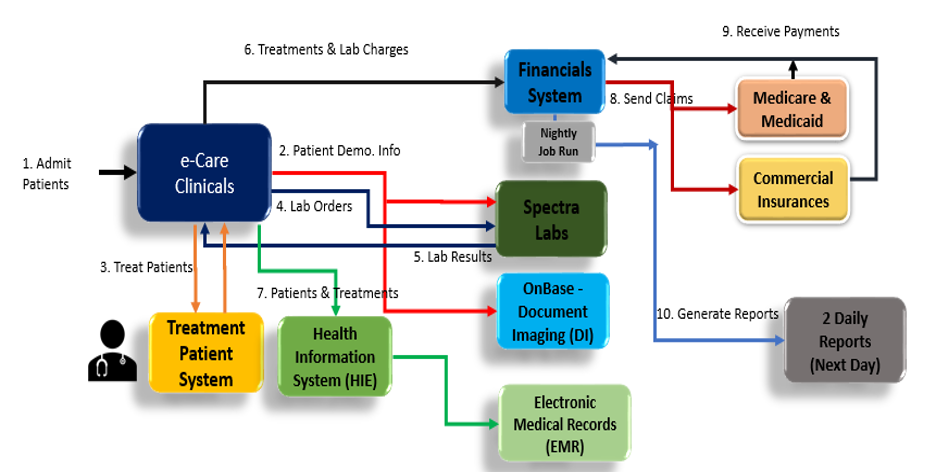 9. Receive Payments
6. Treatments & Lab Charges
Financials
System
8. Send Claims
Medicare &
Medicaid
Nightly
Job Run
1. Admit
Patients
e-Care
Clinicals
2. Patient Demo. Info
Commercial
Insurances
4. Lab Orders
Spectra
Labs
5. Lab Results
3. Treat Patients
7. Patients & Treatments
OnBase -
Document
Imaging (DI)
10. Generate Reports
2 Daily
Reports
(Next Day)
Treatment
Patient
System
Health
Information
System (HIE)
Electronic
Medical Records
(EMR)